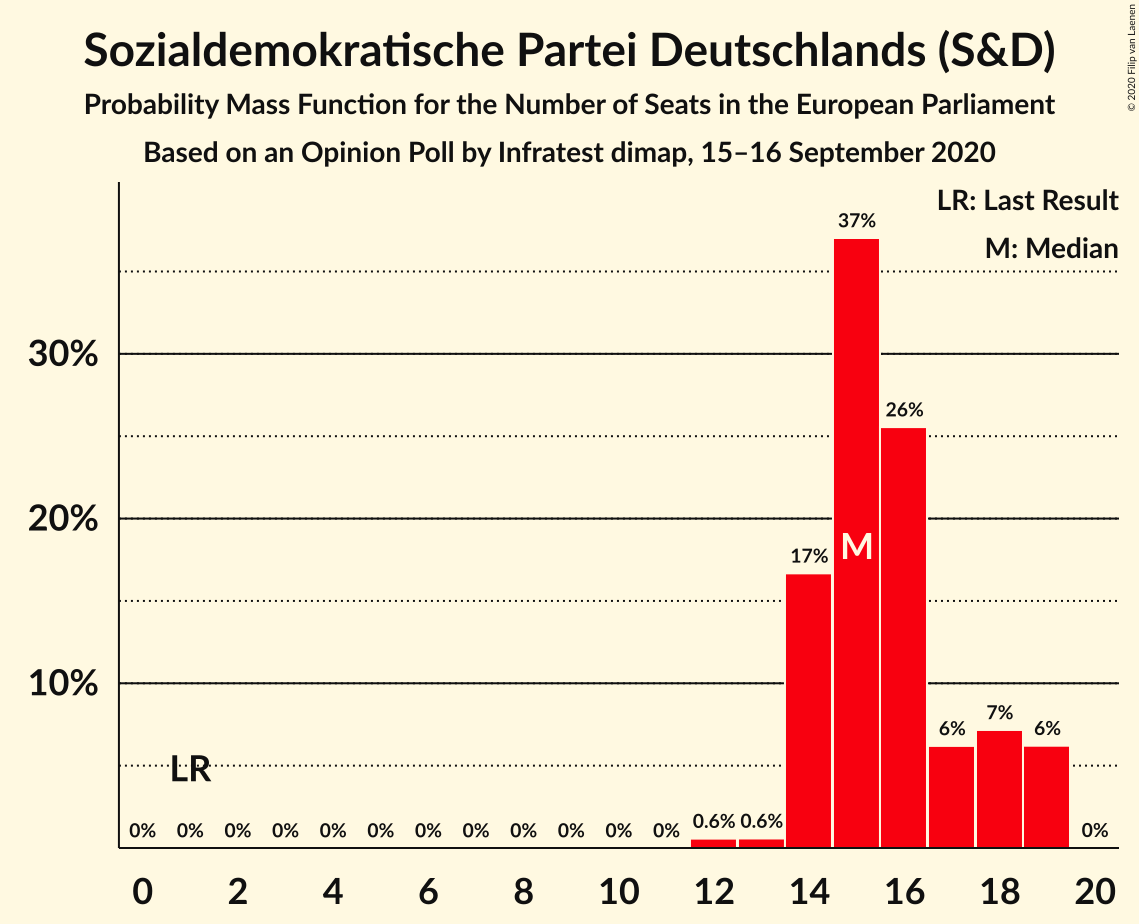 Sozialdemokratische Partei Deutschlands (S&D)
Probability Mass Function for the Number of Seats in the European Parliament
Based on an Opinion Poll by Infratest dimap, 15–16 September 2020
© 2020 Filip van Laenen
LR: Last Result
M: Median
37%
30%
26%
20%
17%
M
10%
7%
6%
6%
LR
0% 0% 0% 0% 0% 0% 0% 0% 0% 0% 0% 0% 0.6% 0.6% 0%
0 2 4 6 8 10 12 14 16 18 20